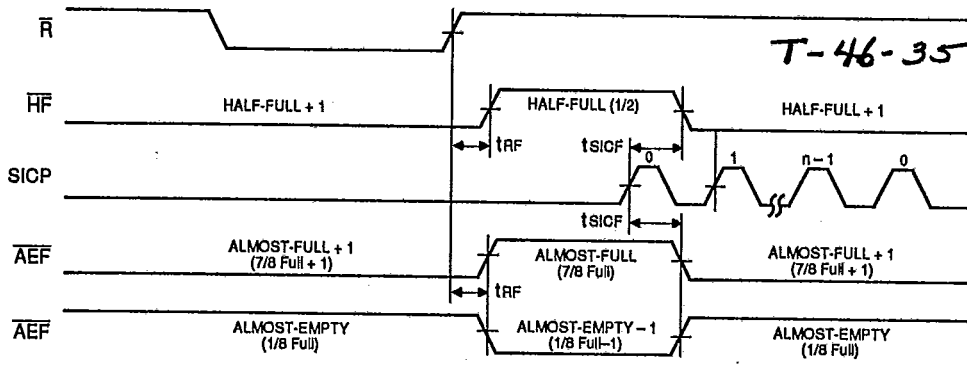 R
T-46-35
HF
HALF-FULL + 1
HALF-FULL (1/2)
HALF-FULL + 1
tRF
tSICF
SICP
0
1
n-1
0
tSICF
AEF
ALMOST-FULL + 1
(7/8 Full + 1)
ALMOST-FULL
(7/8 Full)
ALMOST-FULL + 1
(7/8 Full + 1)
tRF
AEF
ALMOST-EMPTY
(1/8 Full)
ALMOST-EMPTY - 1
(1/8 Full-1)
ALMOST-EMPTY
(1/8 Full)